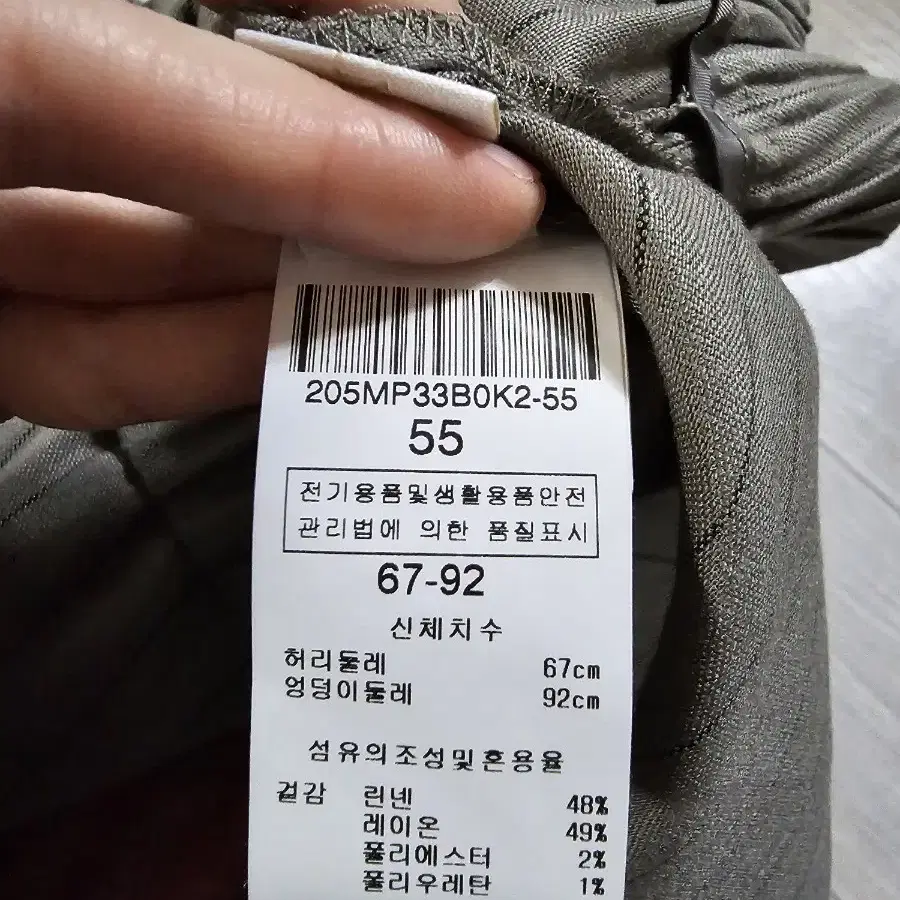 205MP33B0K2-55
55
전기용품및생활용품안전
관리법에 의한 품질표시
67-92
신체치수
허리둘레 67cm
엉덩이둘레 92cm
섬유의조성및혼용율
겉감 린넨 48%
레이온 49%
폴리에스터 2%
폴리우레탄 1%